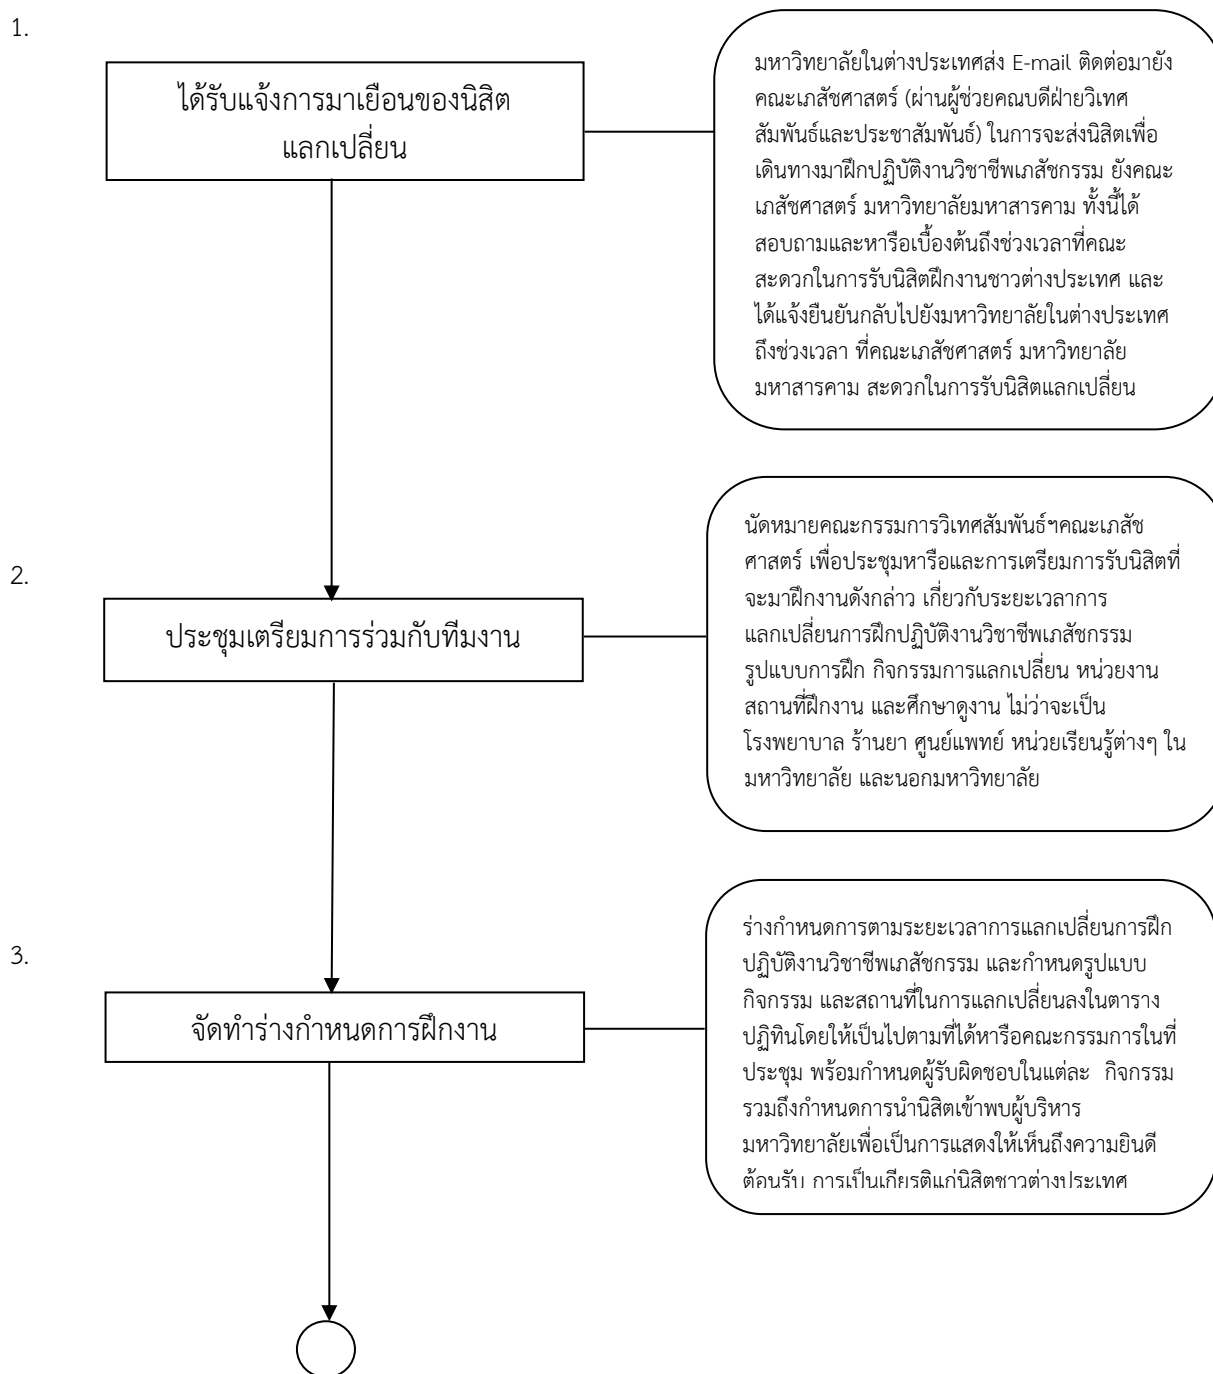 1.
ได้รับแจ้งการมาเยือนของนิสิต
แลกเปลี่ยน
มหาวิทยาลัยในต่างประเทศส่ง E-mail ติดต่อมายัง
คณะเภสัชศาสตร์ (ผ่านผู้ช่วยคณบดีฝ่ายวิเทศ
สัมพันธ์และประชาสัมพันธ์) ในการจะส่งนิสิตเพื่อ
เดินทางมาฝึกปฏิบัติงานวิชาชีพเภสัชกรรม ยังคณะ
เภสัชศาสตร์ มหาวิทยาลัยมหาสารคาม ทั้งนี้ได้
สอบถามและหารือเบื้องต้นถึงช่วงเวลาที่คณะ
สะดวกในการรับนิสิตฝึกงานชาวต่างประเทศ และ
ได้แจ้งยืนยันกลับไปยังมหาวิทยาลัยในต่างประเทศ
ถึงช่วงเวลา ที่คณะเภสัชศาสตร์ มหาวิทยาลัย
มหาสารคาม สะดวกในการรับนิสิตแลกเปลี่ยน
2.
ประชุมเตรียมการร่วมกับทีมงาน
นัดหมายคณะกรรมการวิเทศสัมพันธ์ฯคณะเภสัช
ศาสตร์ เพื่อประชุมหารือและการเตรียมการรับนิสิตที่
จะมาฝึกงานดังกล่าว เกี่ยวกับระยะเวลาการ
แลกเปลี่ยนการฝึกปฏิบัติงานวิชาชีพเภสัชกรรม
รูปแบบการฝึก กิจกรรมการแลกเปลี่ยน หน่วยงาน
สถานที่ฝึกงาน และศึกษาดูงาน ไม่ว่าจะเป็น
โรงพยาบาล ร้านยา ศูนย์แพทย์ หน่วยเรียนรู้ต่างๆ ใน
มหาวิทยาลัย และนอกมหาวิทยาลัย
3.
จัดทำร่างกำหนดการฝึกงาน
ร่างกำหนดการตามระยะเวลาการแลกเปลี่ยนการฝึก
ปฏิบัติงานวิชาชีพเภสัชกรรม และกำหนดรูปแบบ
กิจกรรม และสถานที่ในการแลกเปลี่ยนลงในตาราง
ปฏิทินโดยให้เป็นไปตามที่ได้หารือคณะกรรมการในที่
ประชุม พร้อมกำหนดผู้รับผิดชอบในแต่ละ กิจกรรม
รวมถึงกำหนดการนำนิสิตเข้าพบผู้บริหาร
มหาวิทยาลัยเพื่อเป็นการแสดงให้เห็นถึงความยินดี
ต้อนรับ การเป็นเกียรติแก่นิสิตชาวต่างประเทศ